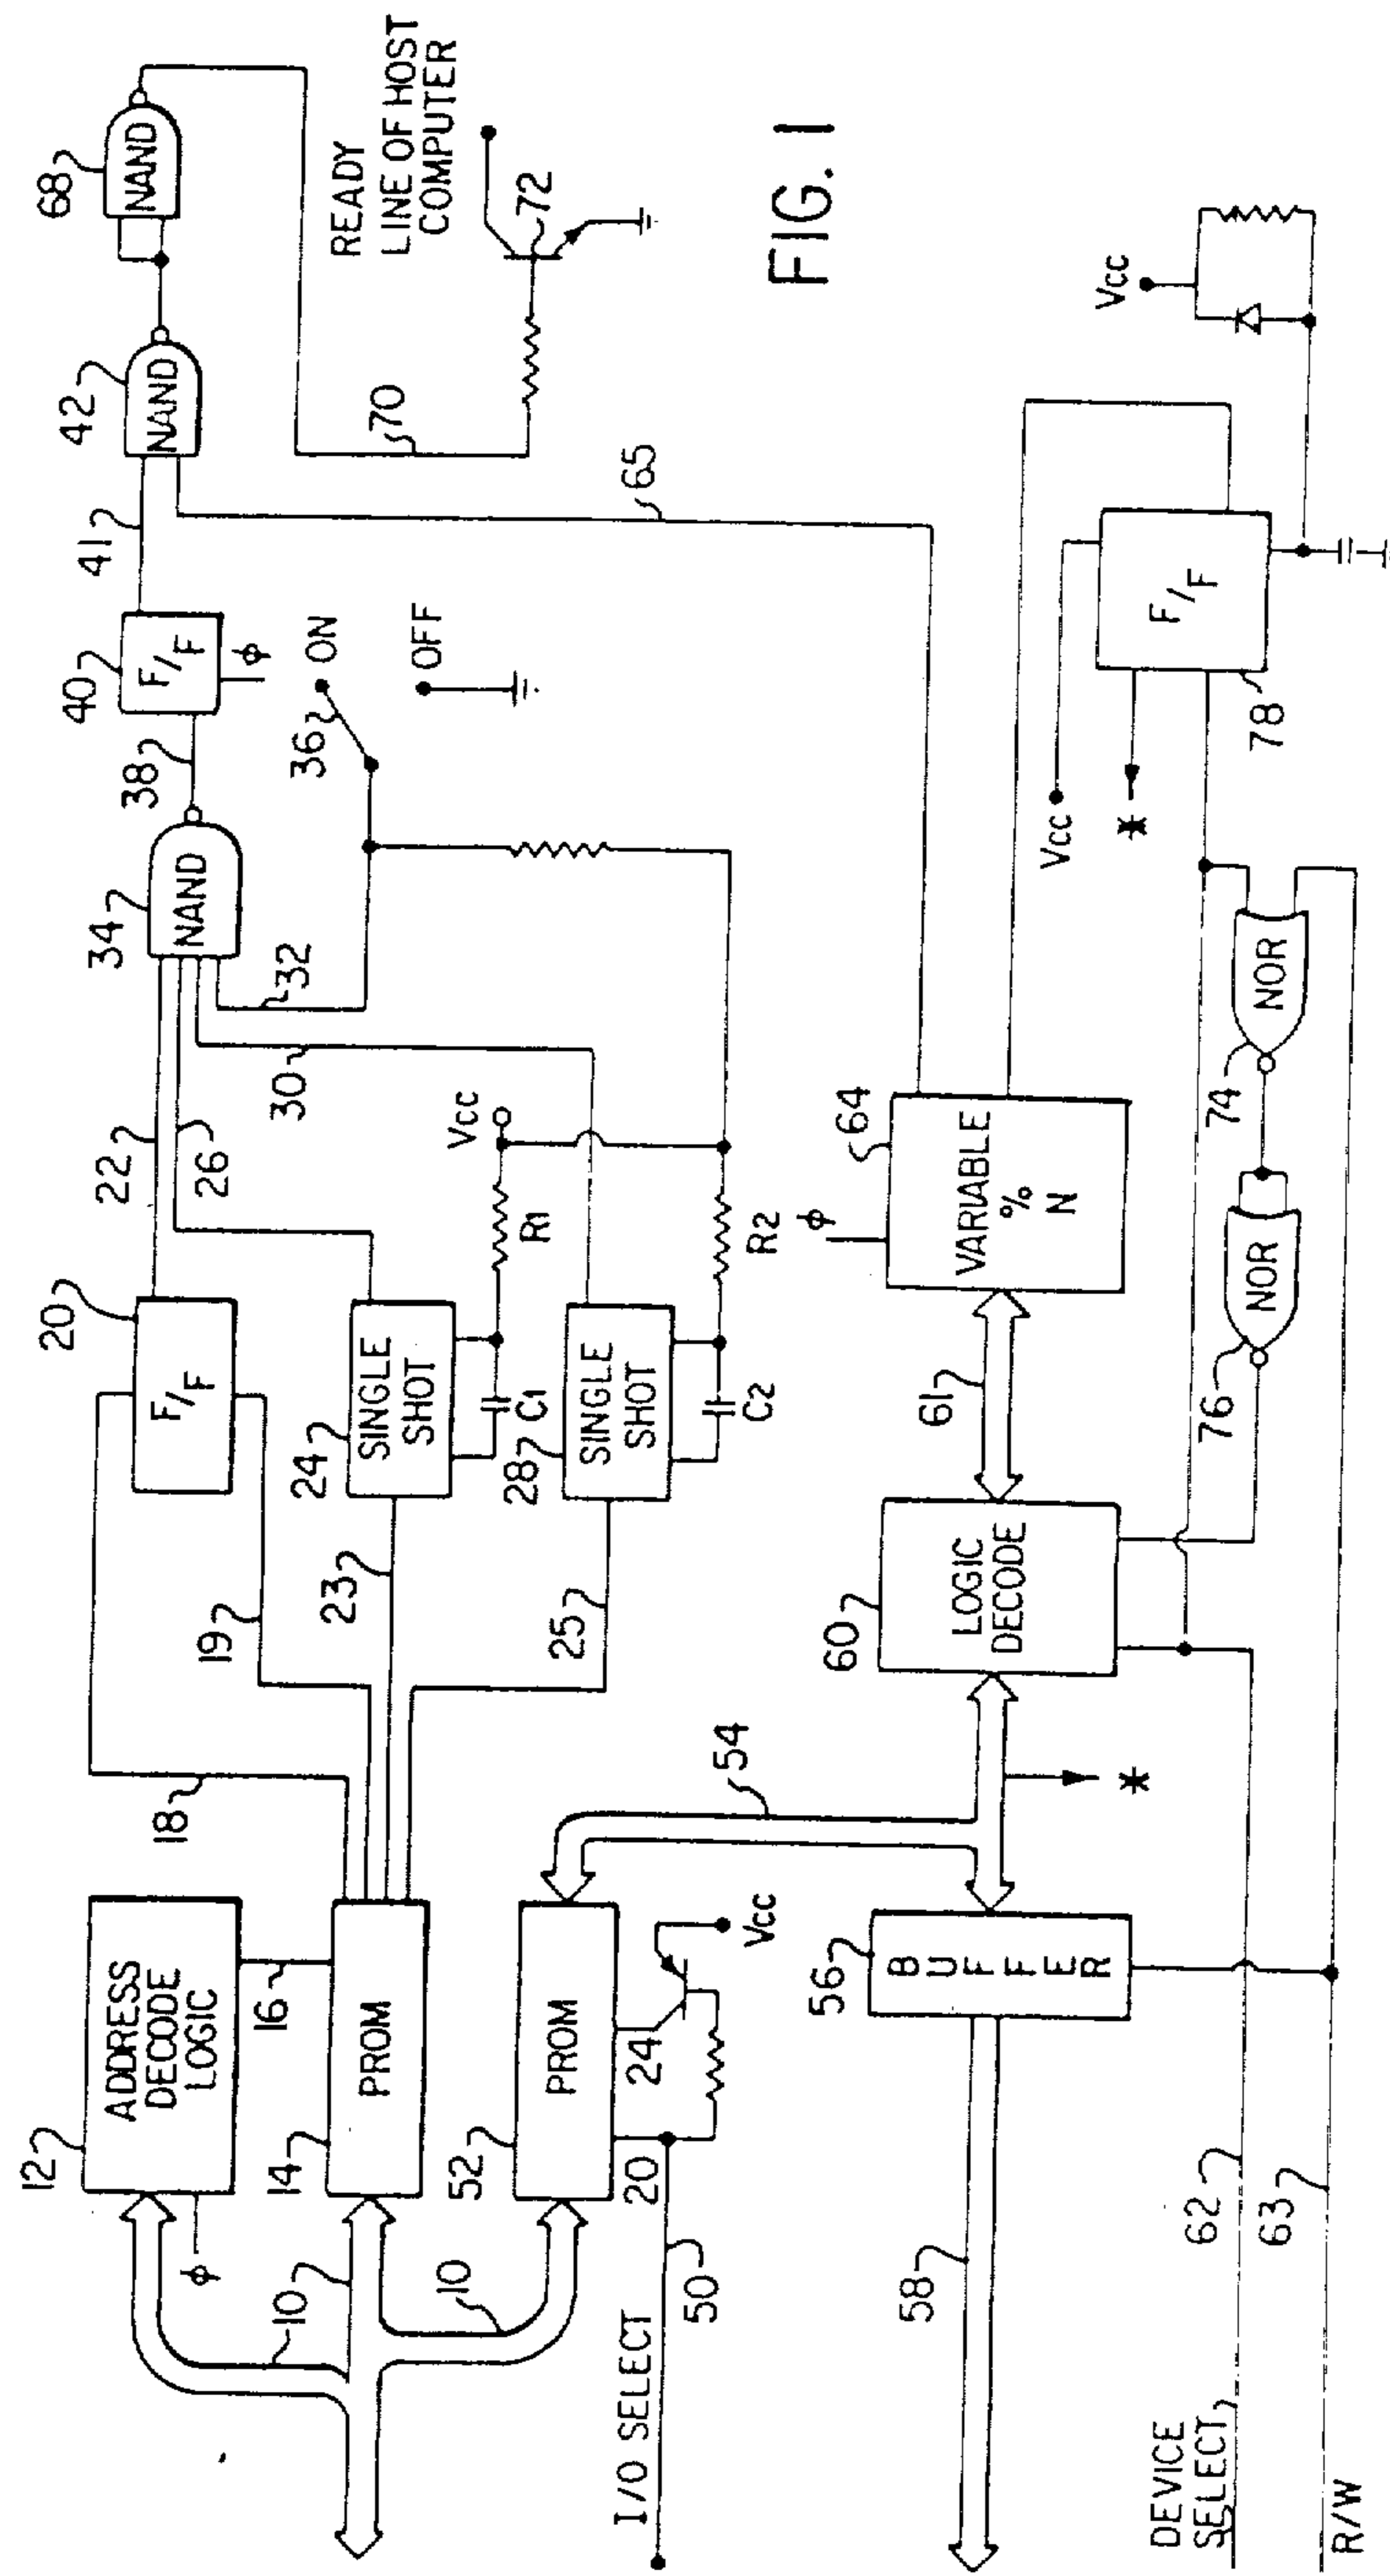 12
ADDRESS
DECODE
LOGIC
ϕ
10
16
14
PROM
10
18
19
20
F/F
22
23
24
SINGLE
SHOT
26
C1
R1
Vcc
25
28
SINGLE
SHOT
C2
R2
30
32
34
NAND
38
40
F/F
ϕ
36
ON
OFF
41
42
NAND
68
NAND
70
72
READY
LINE OF HOST
COMPUTER
FIG. 1
52
PROM
20
24
Vcc
I/O SELECT
50
54
*
56
BUFFER
58
60
LOGIC
DECODE
61
64
ϕ
VARIABLE
%
N
65
DEVICE
SELECT
62
63
R/W
76
NOR
74
NOR
Vcc
*
78
F/F
Vcc